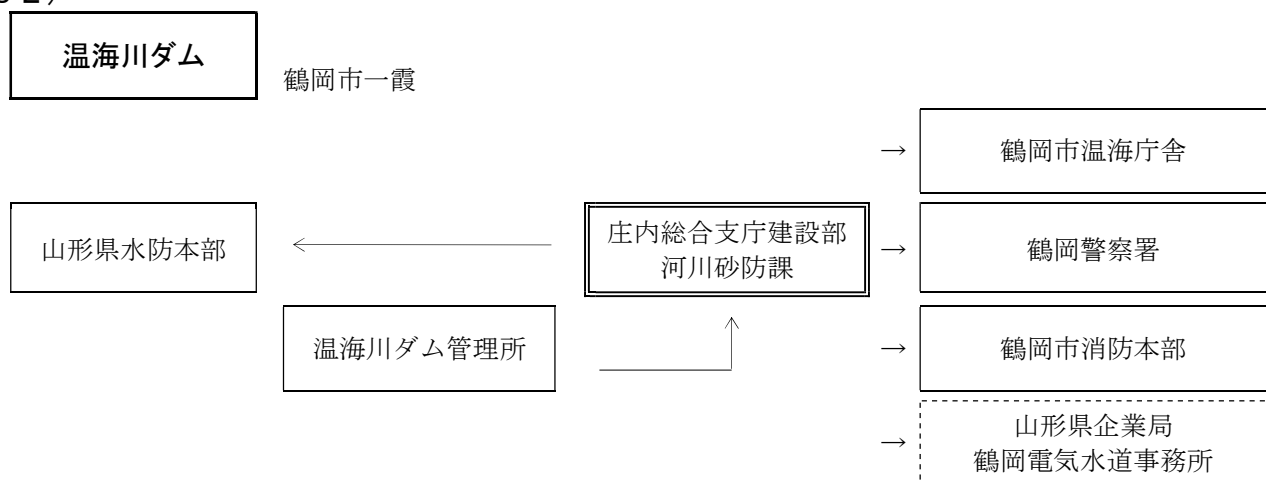 温海川ダム
鶴岡市一霞
→ 鶴岡市温海庁舎
山形県水防本部
庄内総合支庁建設部
河川砂防課
→ 鶴岡警察署
温海川ダム管理所
→ 鶴岡市消防本部
→ 山形県企業局
鶴岡電気水道事務所